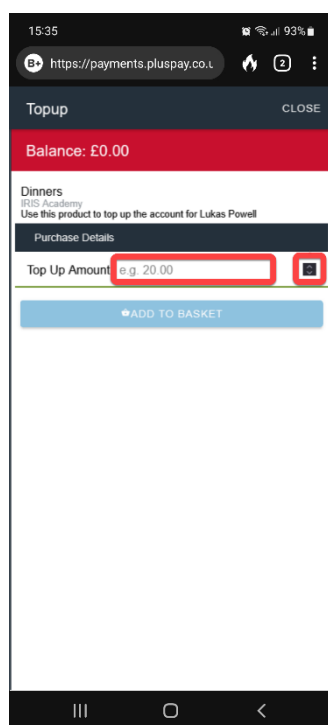 15:35 93%
B+ https://payments.pluspay.co.u 2
Topup CLOSE
Balance: £0.00
Dinners
IRIS Academy
Use this product to top up the account for Lukas Powell
Purchase Details
Top Up Amount e.g. 20.00
ADD TO BASKET